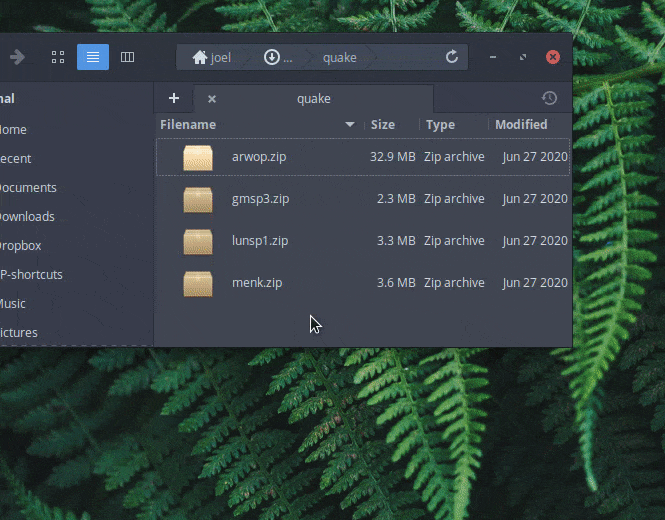 joel ... quake
nal
quake
Filename Size Type Modified
ome
ecent
ocuments
ownloads
ropbox
P-shortcuts
usic
ictures
arwop.zip 32.9 MB Zip archive Jun 27 2020
gmsp3.zip 2.3 MB Zip archive Jun 27 2020
lunsp1.zip 3.3 MB Zip archive Jun 27 2020
menk.zip 3.6 MB Zip archive Jun 27 2020